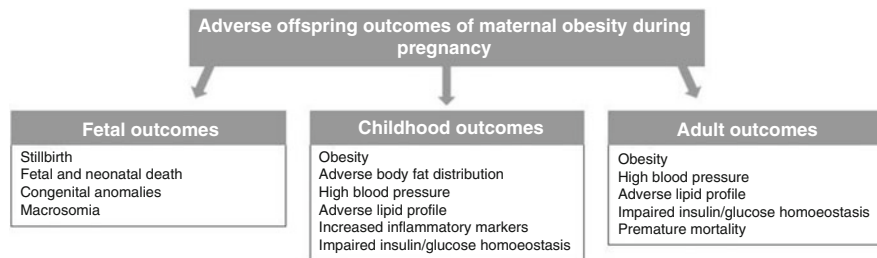 Adverse offspring outcomes of maternal obesity during
pregnancy
Fetal outcomes
Stillbirth
Fetal and neonatal death
Congenital anomalies
Macrosomia
Childhood outcomes
Obesity
Adverse body fat distribution
High blood pressure
Adverse lipid profile
Increased inflammatory markers
Impaired insulin/glucose homoeostasis
Adult outcomes
Obesity
High blood pressure
Adverse lipid profile
Impaired insulin/glucose homoeostasis
Premature mortality